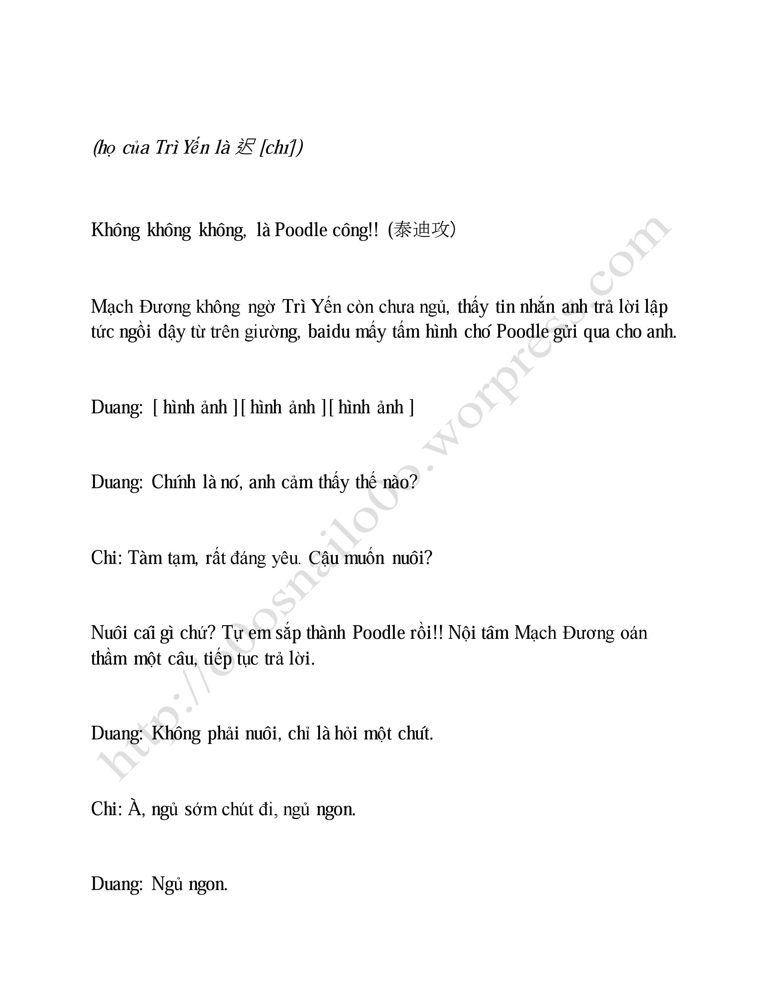 (họ của Trì Yến là 迟 [chí])
Không không không, là Poodle công!! (泰迪攻)
Mạch Đương không ngờ Trì Yến còn chưa ngủ, thấy tin nhắn anh trả lời lập
tức ngồi dậy từ trên giường, baidu mấy tấm hình chó Poodle gửi qua cho anh.
Duang: [ hình ảnh ][ hình ảnh ][ hình ảnh ]
Duang: Chính là nó, anh cảm thấy thế nào?
Chi: Tàm tạm, rất đáng yêu. Cậu muốn nuôi?
Nuôi cái gì chứ? Tự em sắp thành Poodle rồi!! Nội tâm Mạch Đương oán
thầm một câu, tiếp tục trả lời.
Duang: Không phải nuôi, chỉ là hỏi một chút.
Chi: À, ngủ sớm chút đi, ngủ ngon.
Duang: Ngủ ngon.
http://o0osnailo0o.worpress.com